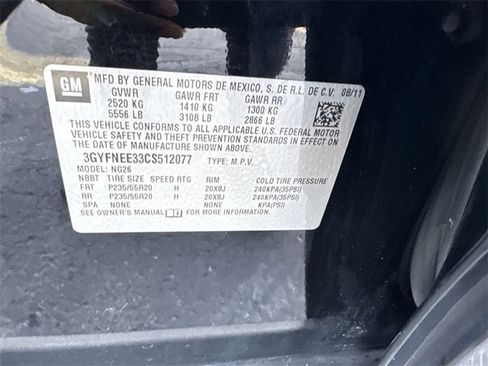 GM
MFD BY GENERAL MOTORS DE MEXICO, S. DE R.L. DE C.V. 08/11
GVWR GAWR FRT GAWR RR
2520 KG 1410 KG 1300 KG
5556 LB 3108 LB 2866 LB
THIS VEHICLE CONFORMS TO ALL APPLICABLE U.S. FEDERAL MOTOR
VEHICLE SAFETY AND THEFT PREVENTION STANDARDS IN EFFECT ON
THE DATE OF MANUFACTURE SHOWN ABOVE.
3GYFNEE33CS512077 TYPE: M.P.V.
MODEL: NG26
NBBT TIRE SIZE SPEED RTG RIM COLD TIRE PRESSURE
FRT P235/55R20 H 20X8J 240KPA(35PSI)
RR P235/55R20 H 20X8J 240KPA(35PSI)
SPA NONE NONE KPA(PSI)
SEE OWNER'S MANUAL